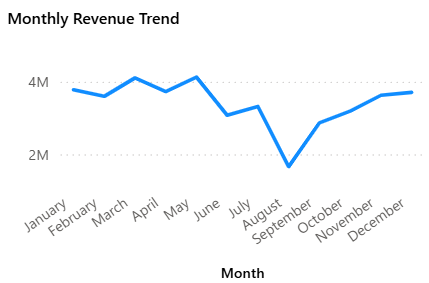 Monthly Revenue Trend
4M
2M
January
February
March
April
May
June
July
August
September
October
November
December
Month